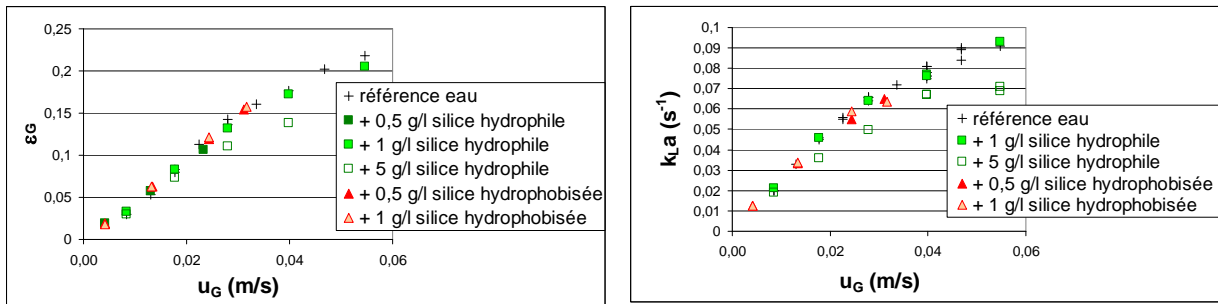 0,25
0,2
0,15
0,1
0,05
0
εG
0,00
0,02
0,04
0,06
uG (m/s)
référence eau
+ 0,5 g/l silice hydrophile
+ 1 g/l silice hydrophile
+ 5 g/l silice hydrophile
+ 0,5 g/l silice hydrophobisée
+ 1 g/l silice hydrophobisée
0,1
0,09
0,08
0,07
0,06
0,05
0,04
0,03
0,02
0,01
0
kLa (s-1)
0,00
0,02
0,04
0,06
uG (m/s)
référence eau
+ 1 g/l silice hydrophile
+ 5 g/l silice hydrophile
+ 0,5 g/l silice hydrophobisée
+ 1 g/l silice hydrophobisée